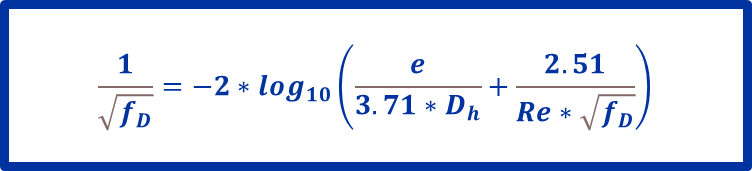 1/√f_D = −2 * log₁₀(e/(3.71 * D_h) + 2.51/(Re * √f_D))